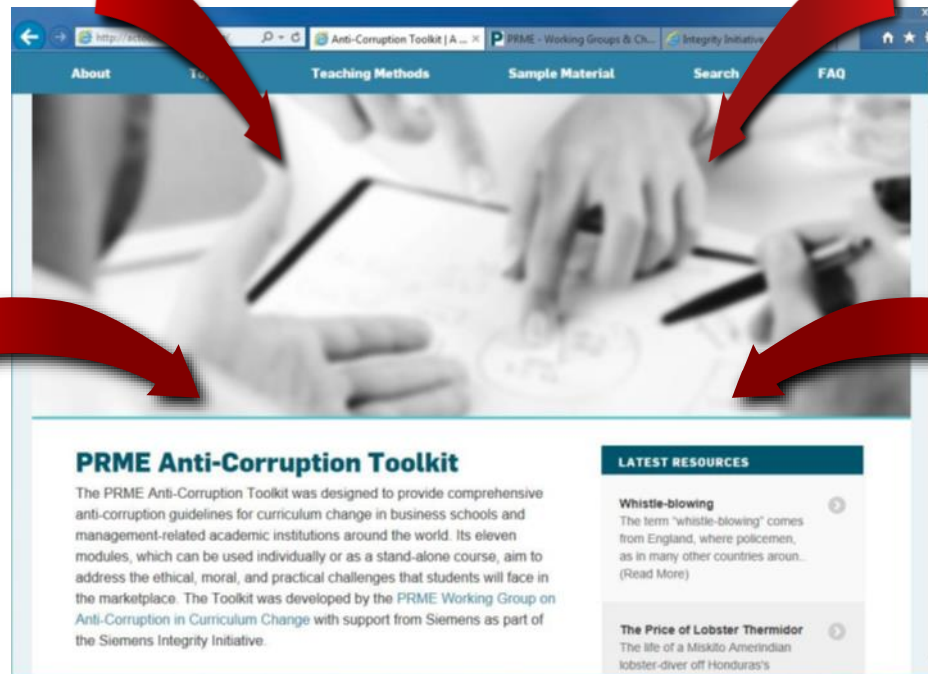 http://acto
Anti-Corruption Toolkit | A ...
PRME - Working Groups & Ch...
Integrity Initiative
About
Teaching Methods
Sample Material
Search
FAQ
PRME Anti-Corruption Toolkit
The PRME Anti-Corruption Toolkit was designed to provide comprehensive
anti-corruption guidelines for curriculum change in business schools and
management-related academic institutions around the world. Its eleven
modules, which can be used individually or as a stand-alone course, aim to
address the ethical, moral, and practical challenges that students will face in
the marketplace. The Toolkit was developed by the PRME Working Group on
Anti-Corruption in Curriculum Change with support from Siemens as part of
the Siemens Integrity Initiative.
LATEST RESOURCES
Whistle-blowing
The term "whistle-blowing" comes
from England, where policemen,
as in many other countries aroun..
(Read More)
The Price of Lobster Thermidor
The life of a Miskito Amerindian
lobster-diver off Honduras's